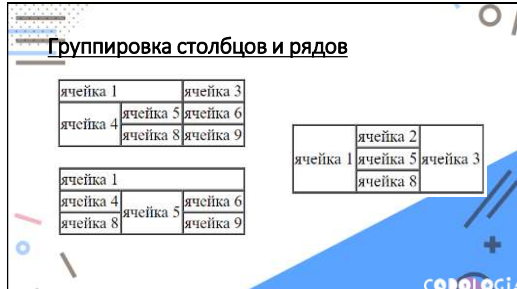 Группировка столбцов и рядов
ячейка 1 ячейка 3
ячейка 4 ячейка 5 ячейка 6
ячейка 8 ячейка 9
ячейка 1
ячейка 4 ячейка 5 ячейка 6
ячейка 8 ячейка 9
ячейка 1 ячейка 2 ячейка 3
ячейка 5
ячейка 8